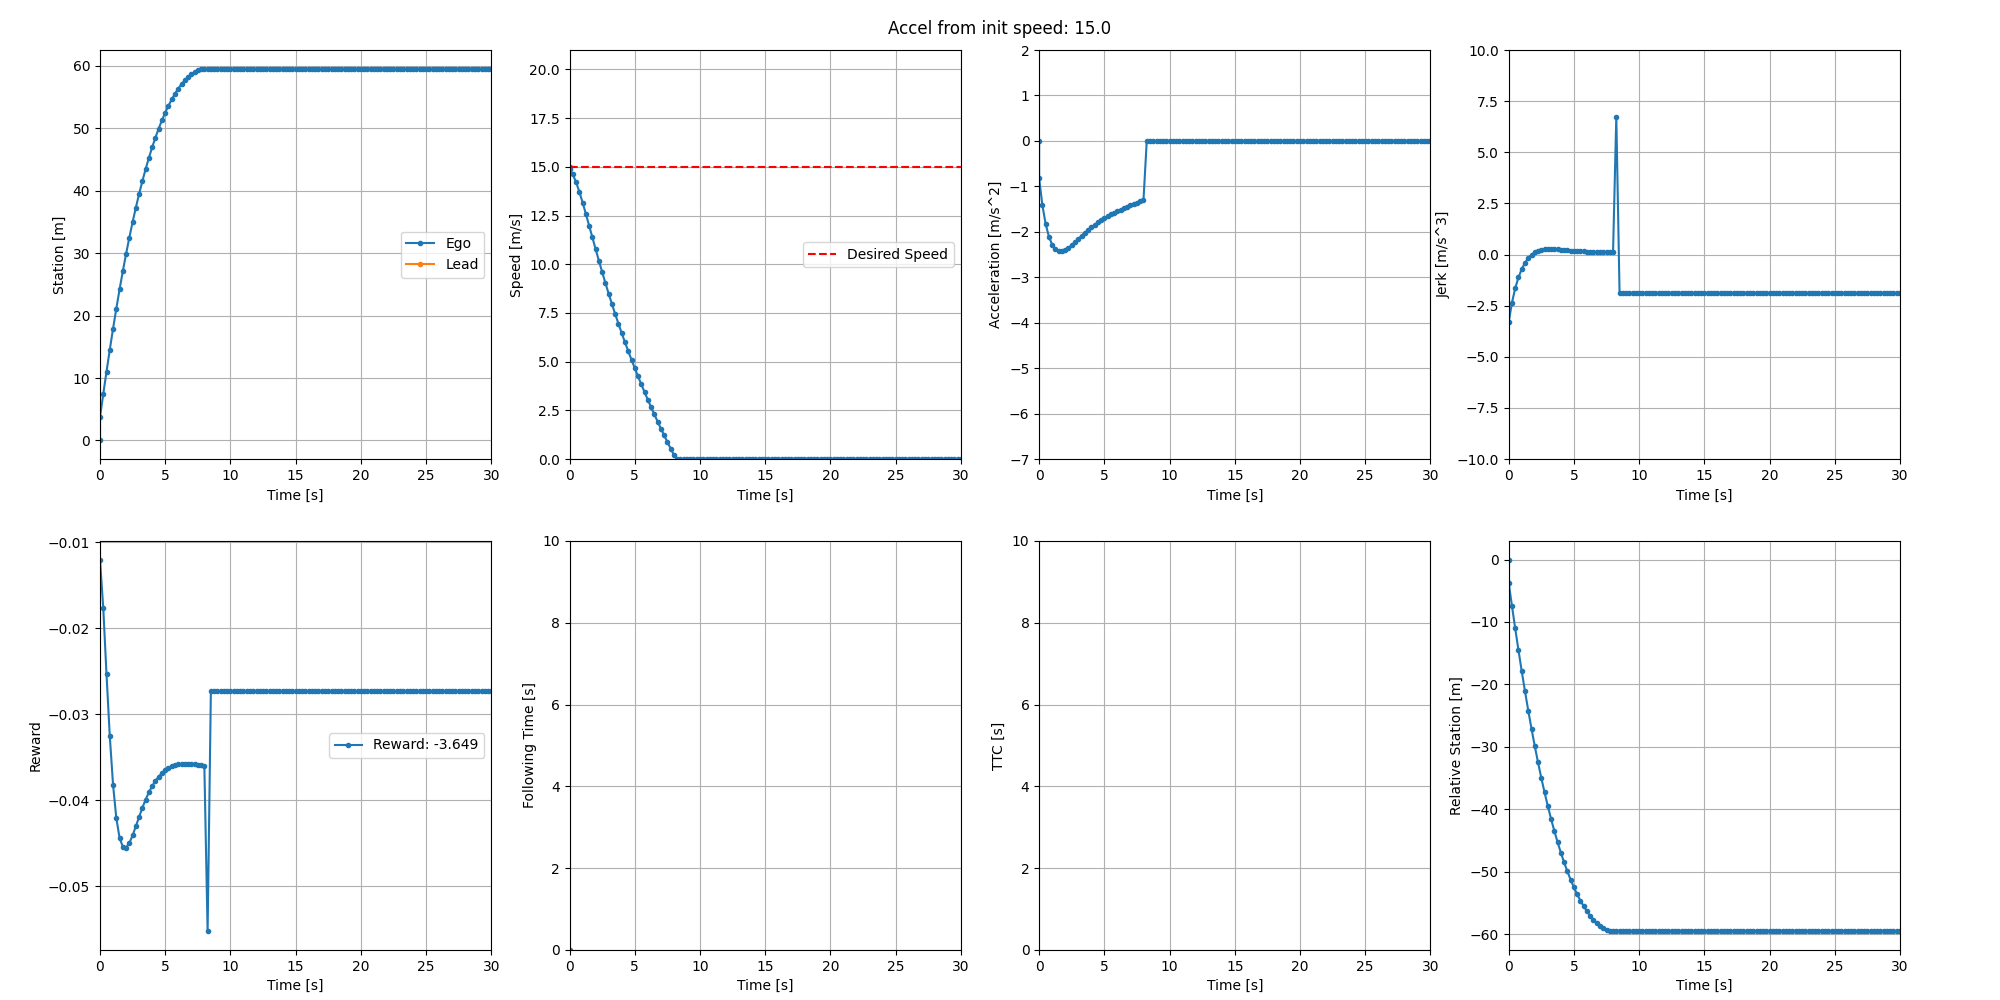 Accel from init speed: 15.0
Station [m]
60
50
40
30
20
10
0
Ego
Lead
0 5 10 15 20 25 30
Time [s]
Speed [m/s]
20.0
17.5
15.0
12.5
10.0
7.5
5.0
2.5
0.0
Desired Speed
0 5 10 15 20 25 30
Time [s]
Acceleration [m/s^2]
2
1
0
−1
−2
−3
−4
−5
−6
−7
0 5 10 15 20 25 30
Time [s]
Jerk [m/s^3]
10.0
7.5
5.0
2.5
0.0
−2.5
−5.0
−7.5
−10.0
0 5 10 15 20 25 30
Time [s]
Reward
−0.01
−0.02
−0.03
−0.04
−0.05
Reward: -3.649
0 5 10 15 20 25 30
Time [s]
Following Time [s]
10
8
6
4
2
0
0 5 10 15 20 25 30
Time [s]
TTC [s]
10
8
6
4
2
0
0 5 10 15 20 25 30
Time [s]
Relative Station [m]
0
−10
−20
−30
−40
−50
−60
0 5 10 15 20 25 30
Time [s]